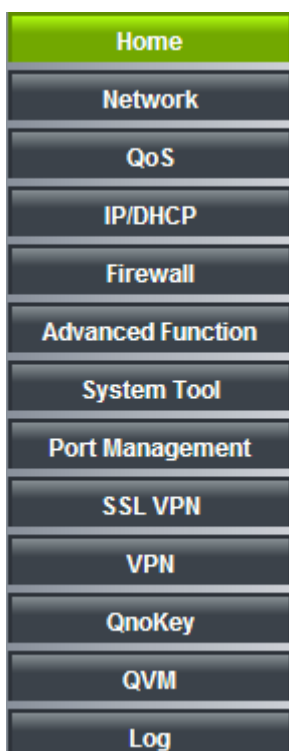 Home
Network
QoS
IP/DHCP
Firewall
Advanced Function
System Tool
Port Management
SSL VPN
VPN
QnoKey
QVM
Log